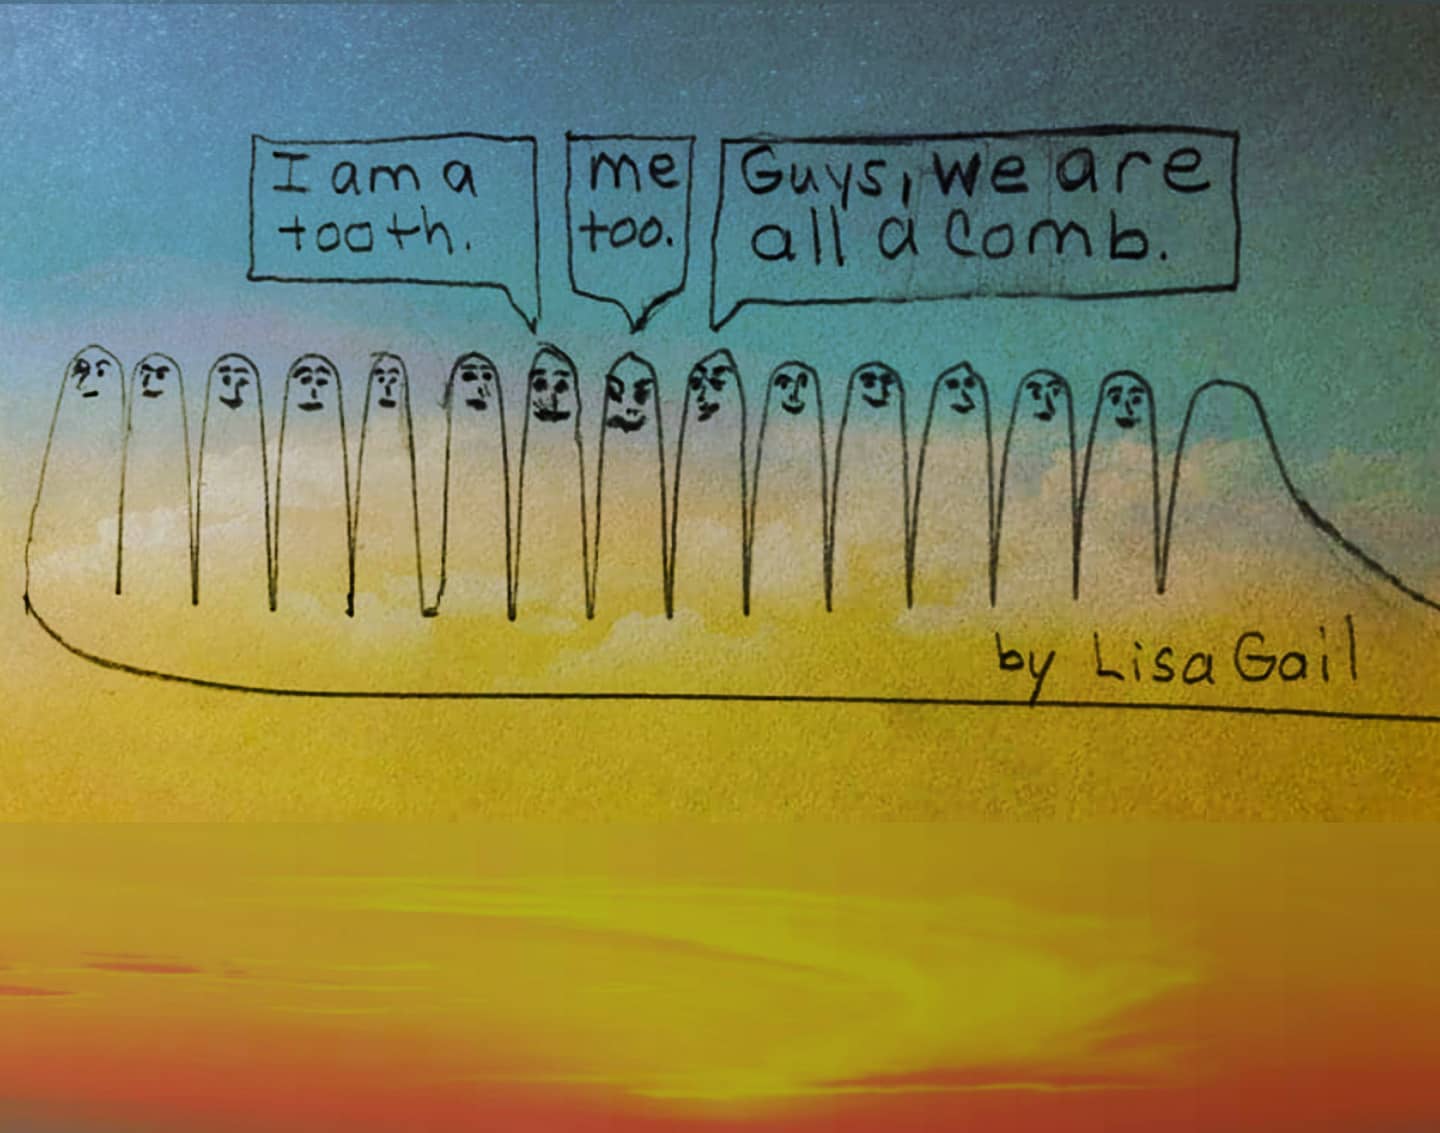 I am a
tooth.
me
too.
Guys, we are
all a comb.
by Lisa Gail